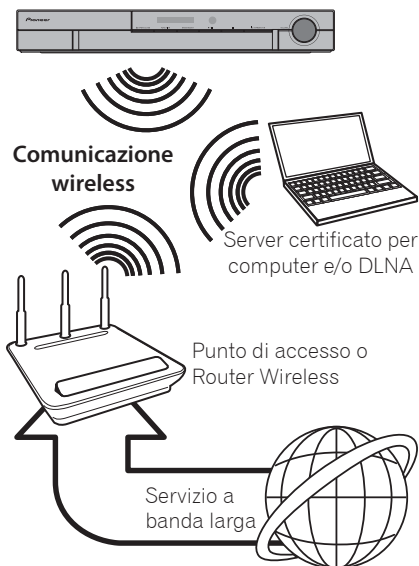 Pioneer
Comunicazione
wireless
Server certificato per
computer e/o DLNA
Punto di accesso o
Router Wireless
Servizio a
banda larga